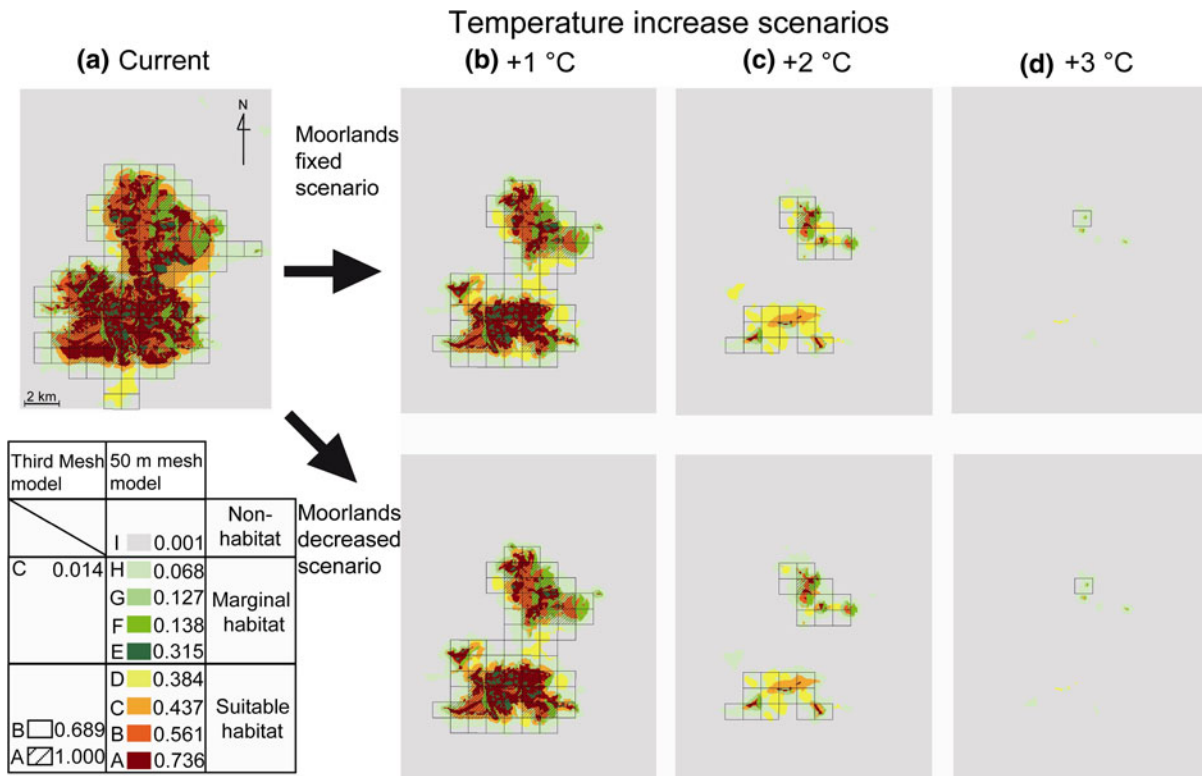 Temperature increase scenarios
(a) Current
(b) +1 °C
(c) +2 °C
(d) +3 °C
N
Moorlands
fixed
scenario
2 km
Moorlands
decreased
scenario
Third Mesh model
50 m mesh model
I 0.001
Non-habitat
C 0.014
H 0.068
G 0.127
F 0.138
E 0.315
Marginal habitat
D 0.384
C 0.437
B 0.561
A 0.736
Suitable habitat
B 0.689
A 1.000